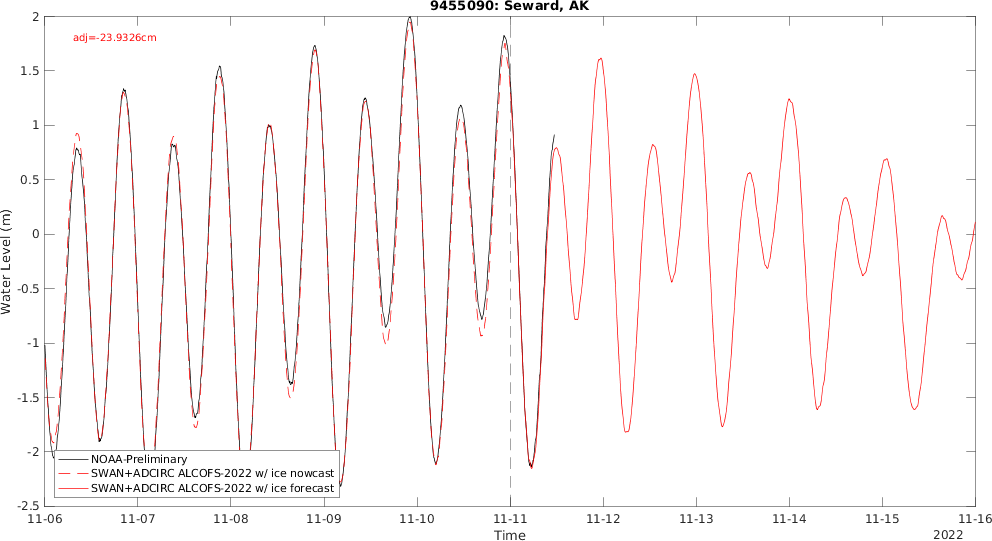 9455090: Seward, AK
adj=-23.9326cm
2
1.5
1
0.5
0
-0.5
-1
-1.5
-2
-2.5
Water Level (m)
NOAA-Preliminary
SWAN+ADCIRC ALCOFS-2022 w/ ice nowcast
SWAN+ADCIRC ALCOFS-2022 w/ ice forecast
11-06 11-07 11-08 11-09 11-10 11-11 11-12 11-13 11-14 11-15 11-16
Time
2022